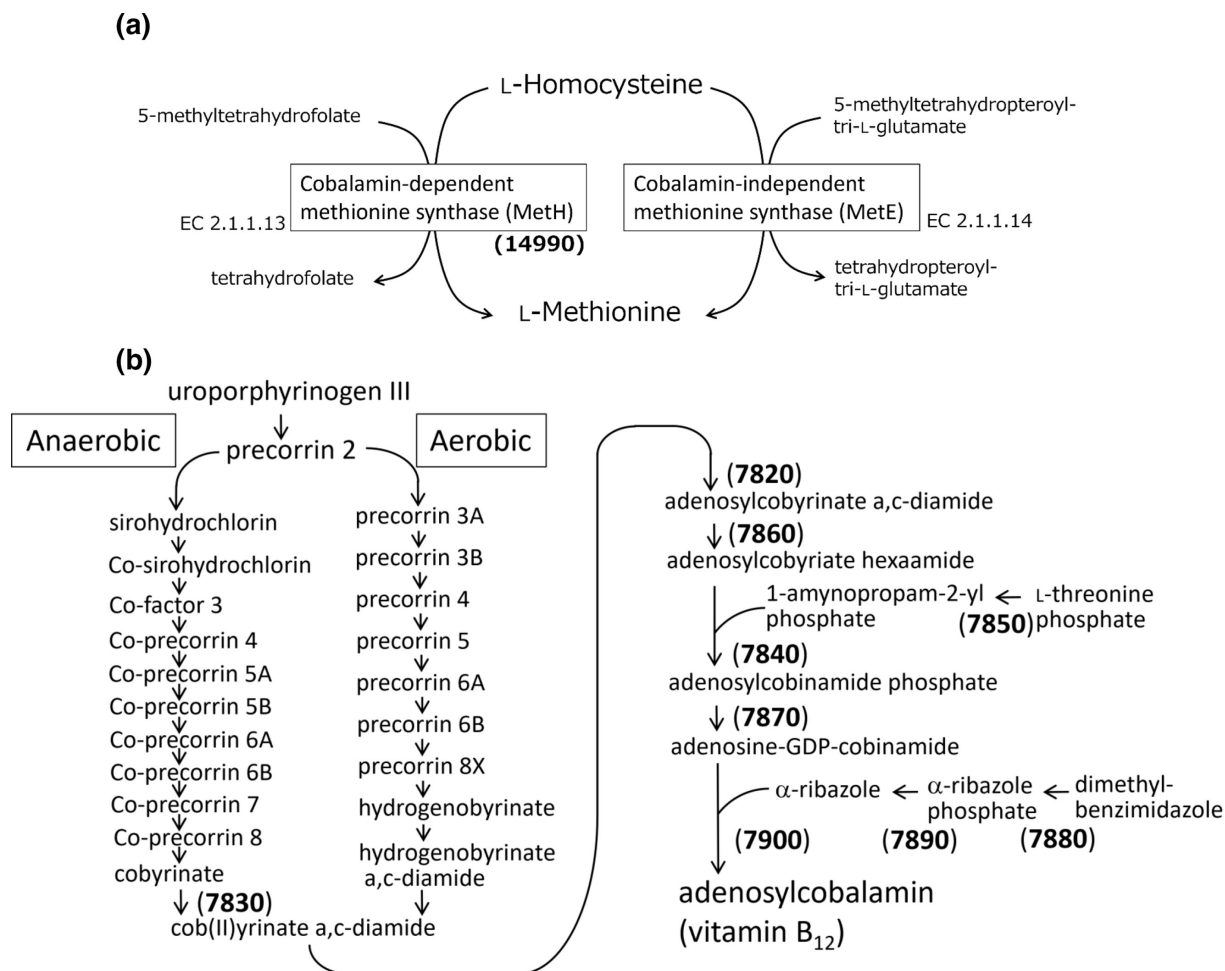 (a)
L-Homocysteine
5-methyltetrahydrofolate
5-methyltetrahydropteroyl-
tri-L-glutamate
Cobalamin-dependent
methionine synthase (MetH)
EC 2.1.1.13
(14990)
Cobalamin-independent
methionine synthase (MetE)
EC 2.1.1.14
tetrahydrofolate
tetrahydropteroyl-
tri-L-glutamate
L-Methionine
(b)
uroporphyrinogen III
Anaerobic
precorrin 2
Aerobic
sirohydrochlorin
Co-sirohydrochlorin
Co-factor 3
Co-precorrin 4
Co-precorrin 5A
Co-precorrin 5B
Co-precorrin 6A
Co-precorrin 6B
Co-precorrin 7
Co-precorrin 8
cobyrinate
(7830)
cob(II)yrinate a,c-diamide
precorrin 3A
precorrin 3B
precorrin 4
precorrin 5
precorrin 6A
precorrin 6B
precorrin 8X
hydrogenobyrinate
hydrogenobyrinate
a,c-diamide
(7820)
adenosylcobyrinate a,c-diamide
(7860)
adenosylcobyriate hexaamide
1-amynopropam-2-yl
phosphate
L-threonine
phosphate
(7850)
(7840)
adenosylcobinamide phosphate
(7870)
adenosine-GDP-cobinamide
α-ribazole
α-ribazole
phosphate
dimethyl-
benzimidazole
(7900)
(7890)
(7880)
adenosylcobalamin
(vitamin B12)